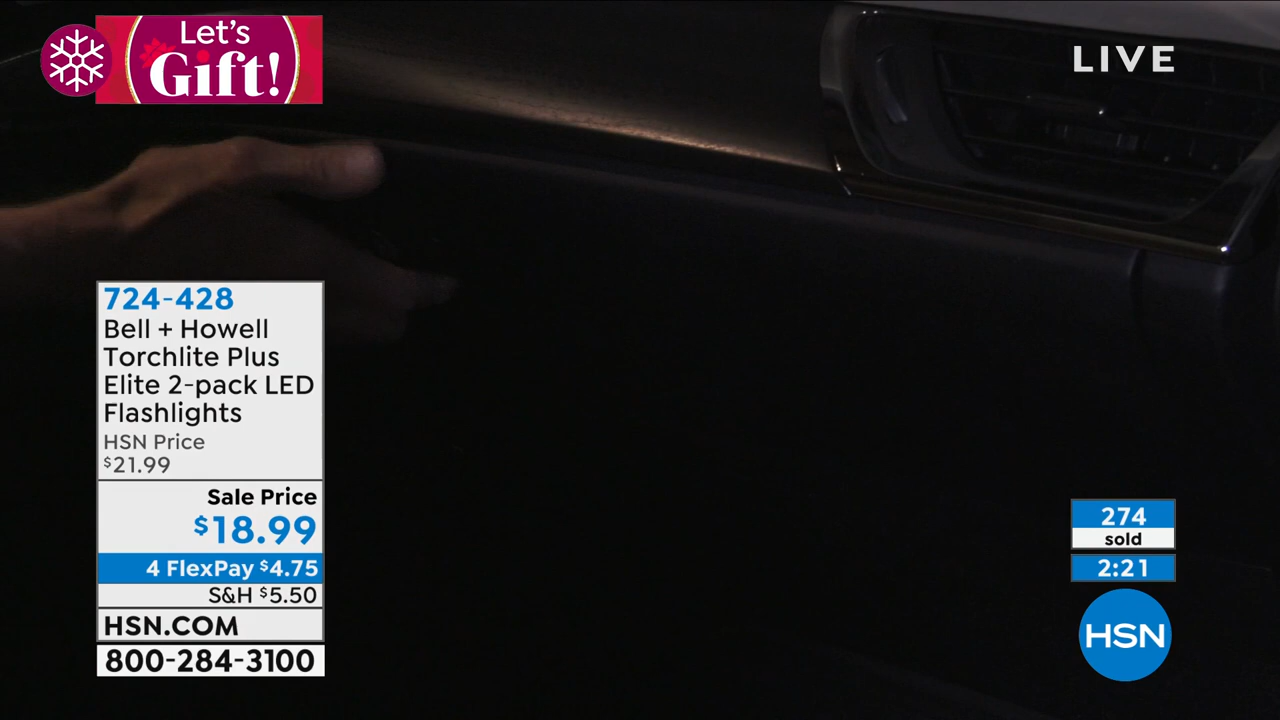 Let's
Gift!
LIVE
724-428
Bell + Howell
Torchlite Plus
Elite 2-pack LED
Flashlights
HSN Price
$21.99
Sale Price
$18.99
4 FlexPay $4.75
S&H $5.50
HSN.COM
800-284-3100
274
sold
2:21
HSN